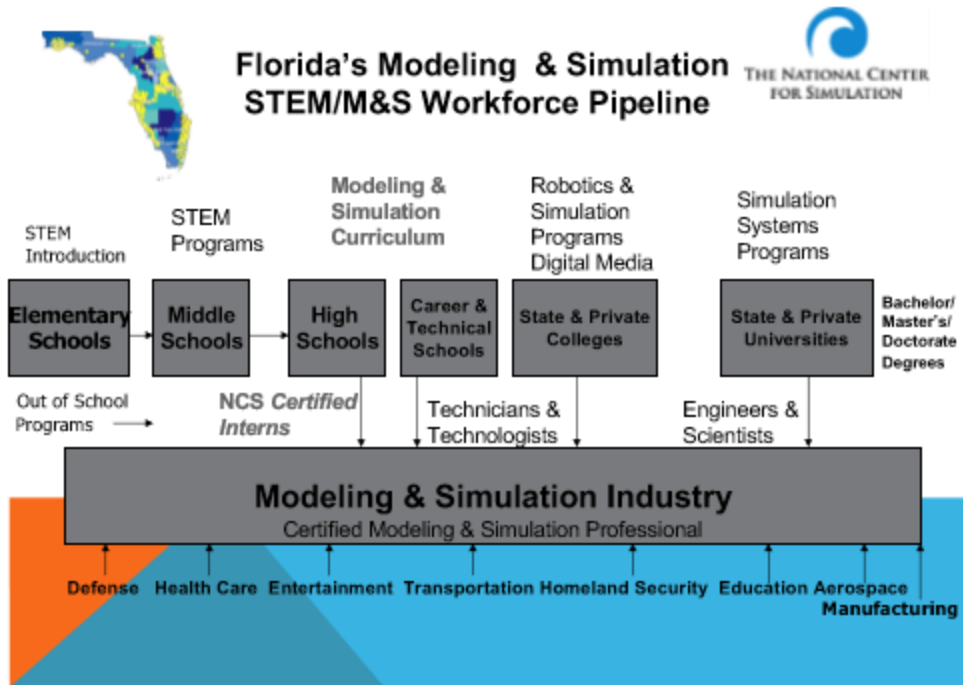 Florida's Modeling & Simulation
STEM/M&S Workforce Pipeline
THE NATIONAL CENTER
FOR SIMULATION
STEM
Introduction
STEM
Programs
Modeling &
Simulation
Curriculum
Robotics &
Simulation
Programs
Digital Media
Simulation
Systems
Programs
Elementary
Schools
Middle
Schools
High
Schools
Career &
Technical
Schools
State & Private
Colleges
State & Private
Universities
Bachelor/
Master's/
Doctorate
Degrees
Out of School
Programs
NCS Certified
Interns
Technicians &
Technologists
Engineers &
Scientists
Modeling & Simulation Industry
Certified Modeling & Simulation Professional
Defense
Health Care
Entertainment
Transportation
Homeland Security
Education
Aerospace
Manufacturing